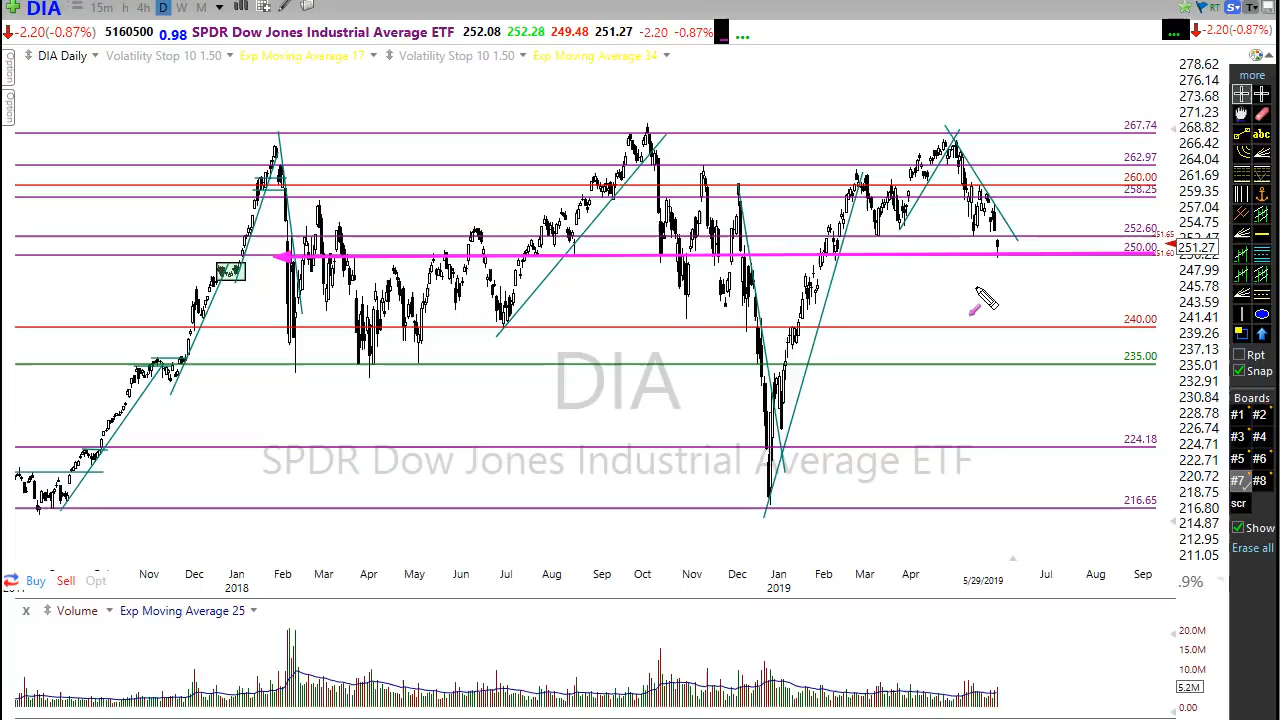 DIA 15m h 4h D W M RT S T
-2.20 (-0.87%) 5160500 0.98 SPDR Dow Jones Industrial Average ETF 252.08 252.28 249.48 251.27 -2.20 -0.87% ... ... -2.20(-0.87%)
Option
Option
DIA Daily Volatility Stop 10 1.50 Exp Moving Average 17 Volatility Stop 10 1.50 Exp Moving Average 34
278.62
276.14
273.68
271.23
268.82
266.42
264.04
261.69
259.35
257.04
254.75
251.27
247.99
245.78
243.59
241.41
239.26
237.13
235.01
232.91
230.84
228.78
226.74
224.71
222.71
220.72
218.75
216.80
214.87
212.95
211.05
267.74
262.97
260.00
258.25
252.60
250.00
240.00
235.00
224.18
216.65
DIA
SPDR Dow Jones Industrial Average ETF
more
abc
Rpt
Snap
Boards
#1 #2
#3 #4
#5 #6
#7 #8
scr
Show
Erase all
Buy Sell Opt
Nov Dec Jan Feb Mar Apr May Jun Jul Aug Sep Oct Nov Dec Jan Feb Mar Apr 5/29/2019 Jul Aug Sep
2018 2019
.9%
x Volume Exp Moving Average 25
20.0M
15.0M
10.0M
5.2M
0.00